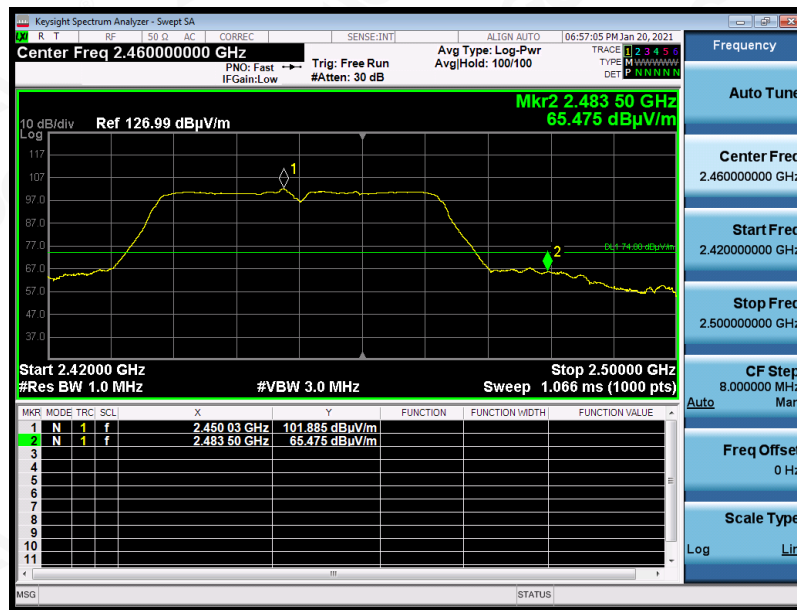 Keysight Spectrum Analyzer - Swept SA
LXI R T RF 50 Ω AC CORREC SENSE:INT ALIGN AUTO 06:57:05 PM Jan 20, 2021
Center Freq 2.460000000 GHz
PNO: Fast
IFGain:Low
Trig: Free Run
#Atten: 30 dB
Avg Type: Log-Pwr
Avg|Hold: 100/100
TRACE 1 2 3 4 5 6
TYPE M WWWWW
DET P N N N N N
Mkr2 2.483 50 GHz
65.475 dBµV/m
10 dB/div Ref 126.99 dBµV/m
Log
117
107
97.0
87.0
77.0
67.0
57.0
47.0
37.0
1
2
DL1 74.00 dBµV/m
Start 2.42000 GHz Stop 2.50000 GHz
#Res BW 1.0 MHz #VBW 3.0 MHz Sweep 1.066 ms (1000 pts)
MKR MODE TRC SCL X Y FUNCTION FUNCTION WIDTH FUNCTION VALUE
1 N 1 f 2.450 03 GHz 101.885 dBµV/m
2 N 1 f 2.483 50 GHz 65.475 dBµV/m
3
4
5
6
7
8
9
10
11
MSG STATUS
Frequency
Auto Tune
Center Freq
2.460000000 GHz
Start Freq
2.420000000 GHz
Stop Freq
2.500000000 GHz
CF Step
8.000000 MHz
Auto Man
Freq Offset
0 Hz
Scale Type
Log Lin